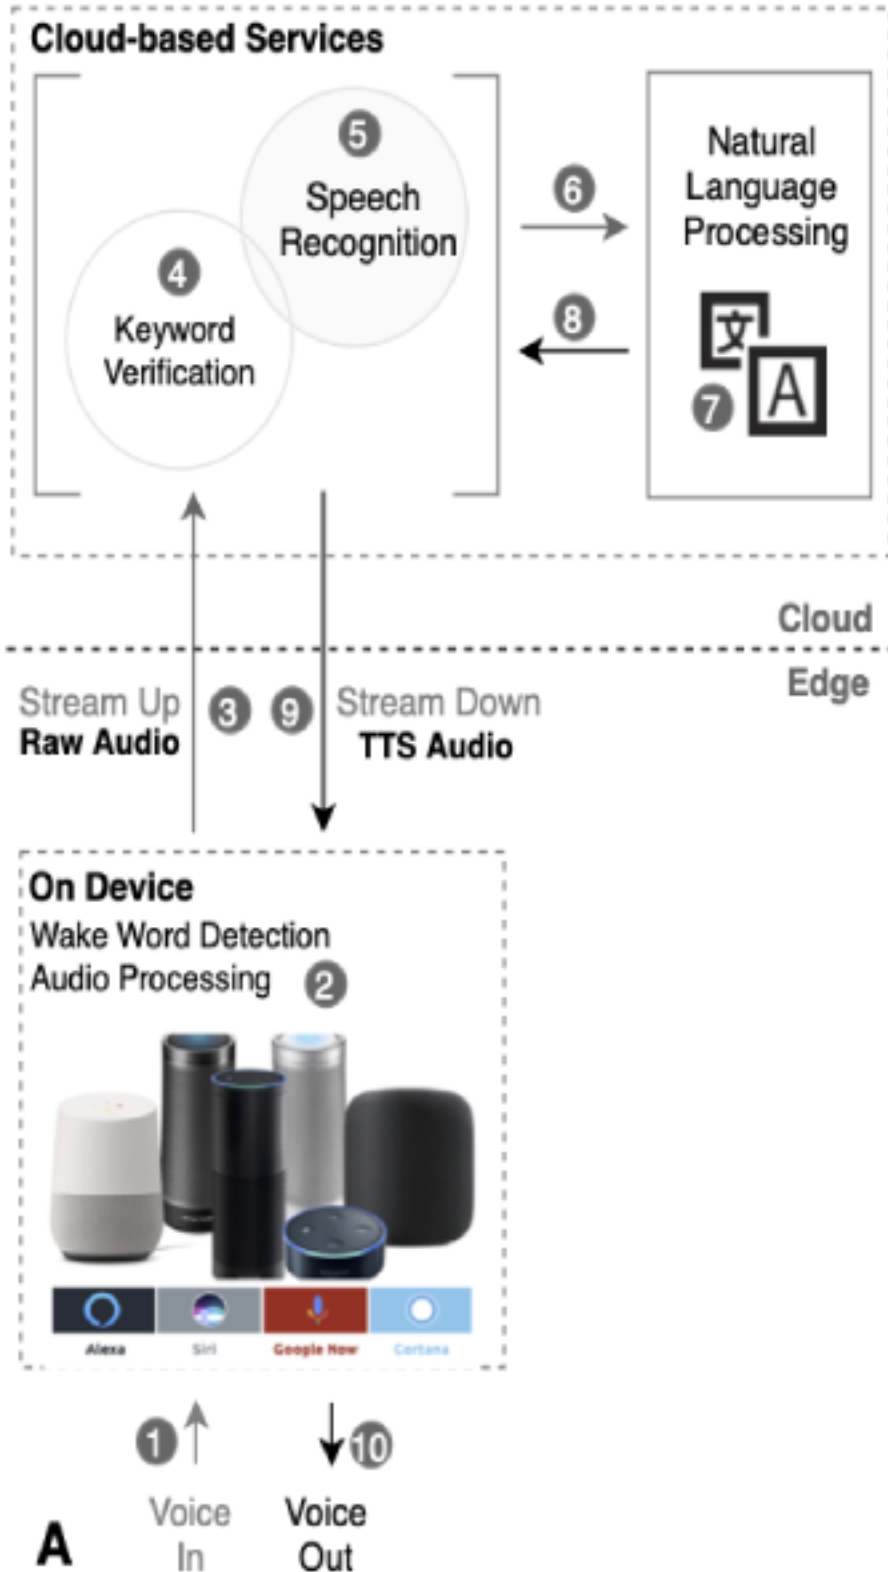 Cloud-based Services
5
Speech
Recognition
4
Keyword
Verification
6
8
Natural
Language
Processing
文
A
7
Cloud
Edge
Stream Up
Raw Audio
3
9
Stream Down
TTS Audio
On Device
Wake Word Detection
Audio Processing
2
Alexa
Siri
Google Now
Cortana
1
10
Voice
In
Voice
Out
A